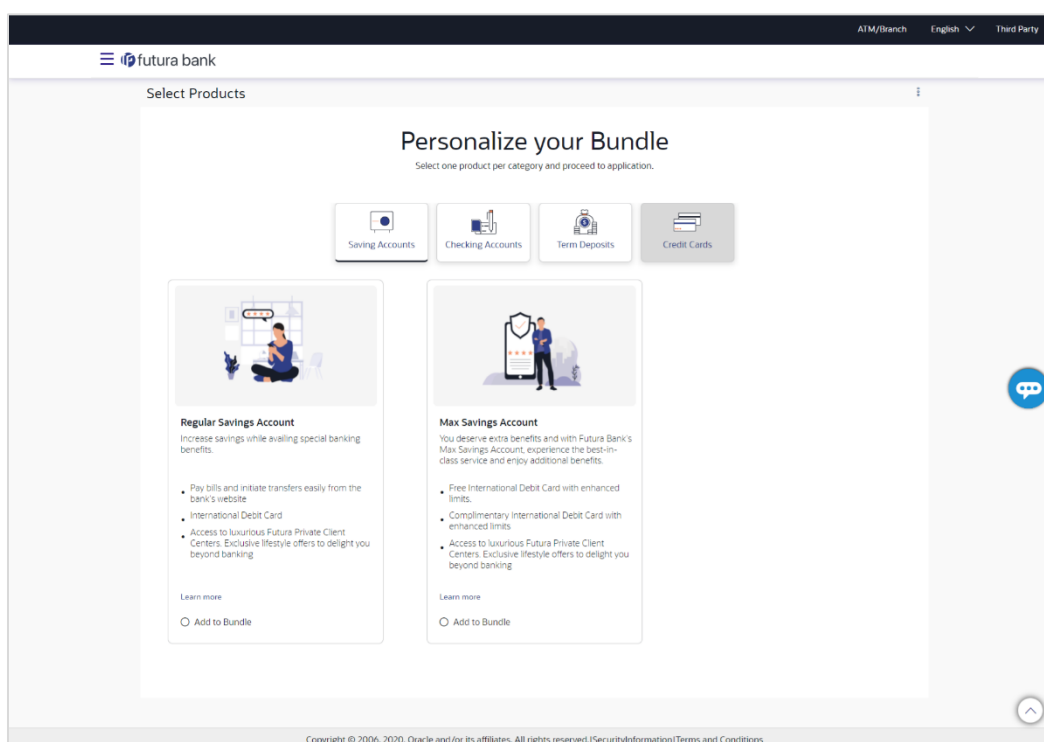 ATM/Branch English Third Party
futura bank
Select Products
Personalize your Bundle
Select one product per category and proceed to application.
Saving Accounts Checking Accounts Term Deposits Credit Cards
Regular Savings Account
Increase savings while availing special banking
benefits.
Pay bills and initiate transfers easily from the
bank's website
International Debit Card
Access to luxurious Futura Private Client
Centers. Exclusive lifestyle offers to delight you
beyond banking
Learn more
Add to Bundle
Max Savings Account
You deserve extra benefits and with Futura Bank's
Max Savings Account, experience the best-in-
class service and enjoy additional benefits.
Free International Debit Card with enhanced
limits.
Complimentary International Debit Card with
enhanced limits
Access to luxurious Futura Private Client
Centers. Exclusive lifestyle offers to delight you
beyond banking
Learn more
Add to Bundle
Copyright © 2006, 2020, Oracle and/or its affiliates. All rights reserved.|SecurityInformation|Terms and Conditions